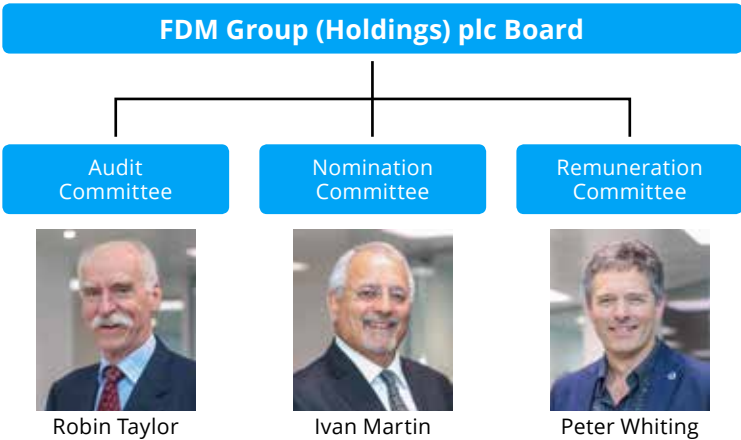 FDM Group (Holdings) plc Board
Audit
Committee
Nomination
Committee
Remuneration
Committee
Robin Taylor
Ivan Martin
Peter Whiting